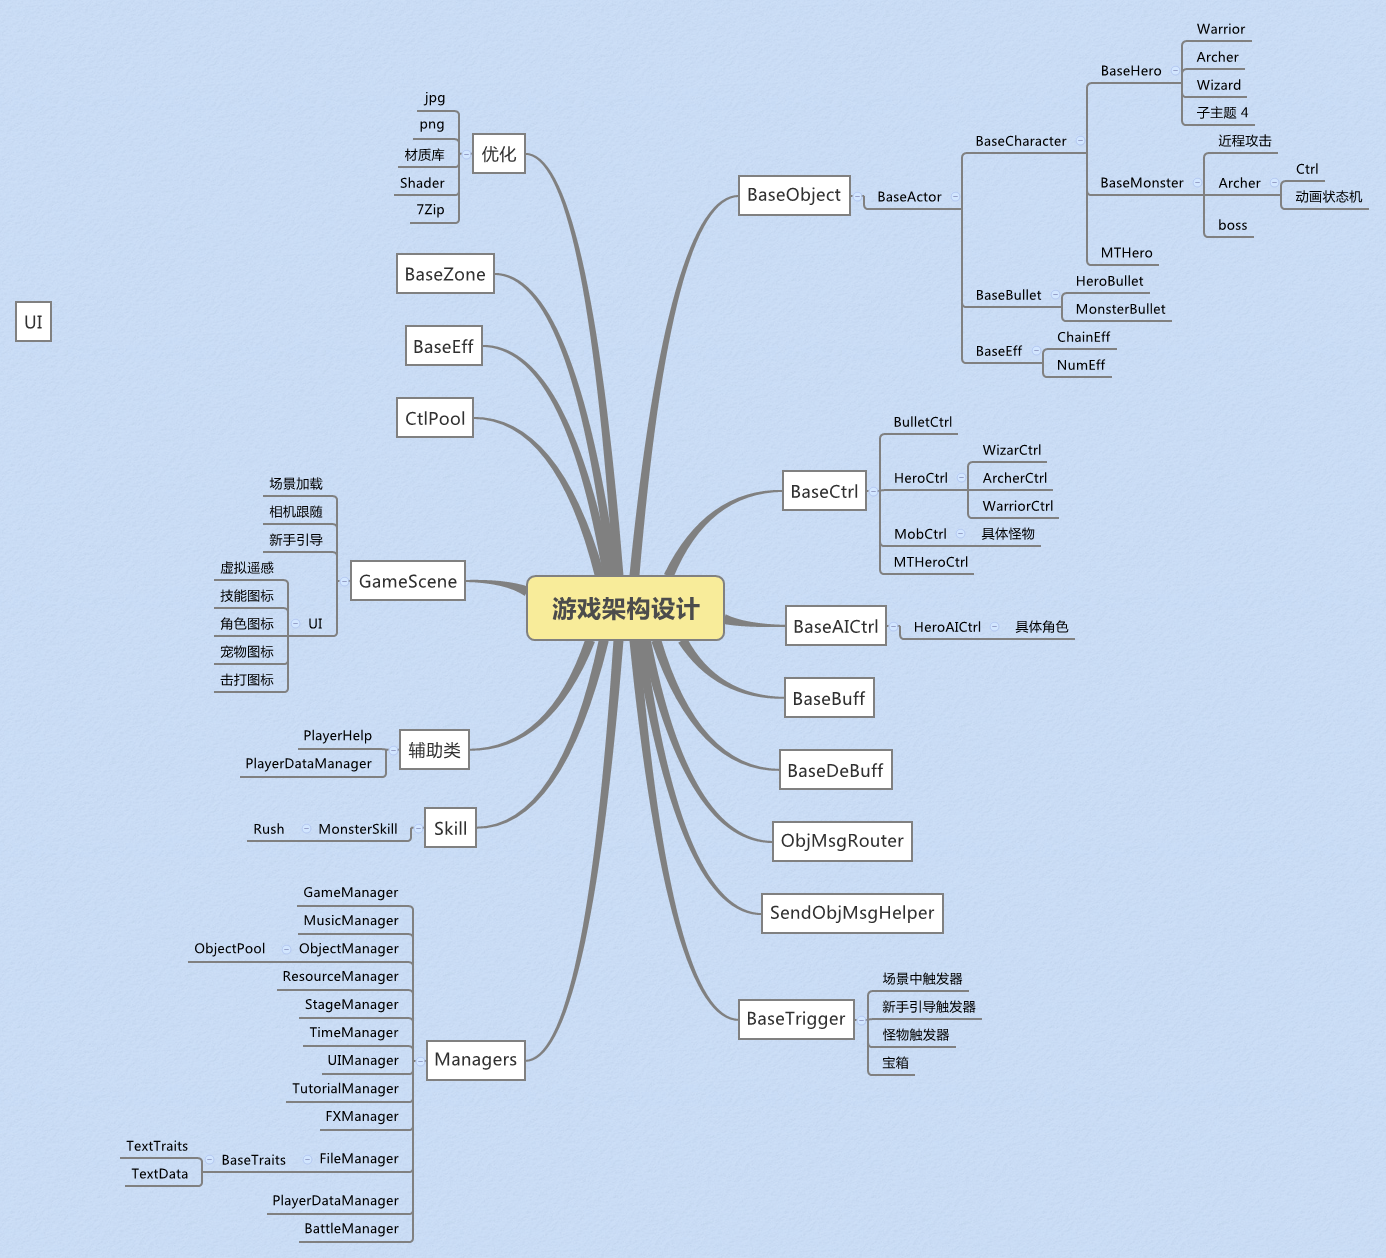 游戏架构设计
BaseObject
BaseActor
BaseCharacter
BaseHero
Warrior
Archer
Wizard
子主题 4
BaseMonster
近程攻击
Archer
Ctrl
动画状态机
boss
MTHero
BaseBullet
HeroBullet
MonsterBullet
BaseEff
ChainEff
NumEff
BaseCtrl
BulletCtrl
HeroCtrl
WizarCtrl
ArcherCtrl
WarriorCtrl
MobCtrl
具体怪物
MTHeroCtrl
BaseAICtrl
HeroAICtrl
具体角色
BaseBuff
BaseDeBuff
ObjMsgRouter
SendObjMsgHelper
BaseTrigger
场景中触发器
新手引导触发器
怪物触发器
宝箱
优化
jpg
png
材质库
Shader
7Zip
BaseZone
BaseEff
CtlPool
GameScene
场景加载
相机跟随
新手引导
UI
虚拟遥感
技能图标
角色图标
宠物图标
击打图标
辅助类
PlayerHelp
PlayerDataManager
Skill
MonsterSkill
Rush
Managers
GameManager
MusicManager
ObjectManager
ObjectPool
ResourceManager
StageManager
TimeManager
UIManager
TutorialManager
FXManager
FileManager
BaseTraits
TextTraits
TextData
PlayerDataManager
BattleManager
UI